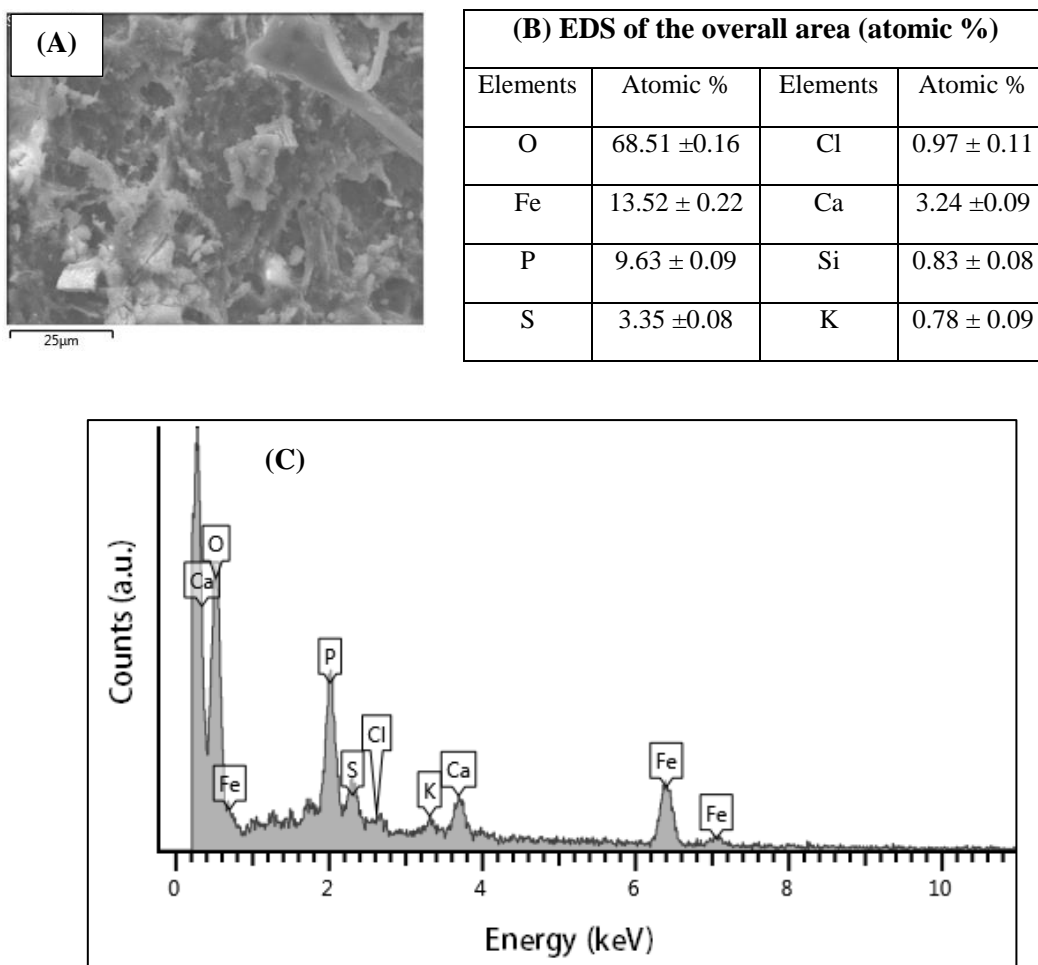 (A)
25µm
(B) EDS of the overall area (atomic %)
Elements Atomic % Elements Atomic %
O 68.51 ±0.16 Cl 0.97 ± 0.11
Fe 13.52 ± 0.22 Ca 3.24 ±0.09
P 9.63 ± 0.09 Si 0.83 ± 0.08
S 3.35 ±0.08 K 0.78 ± 0.09
(C)
Counts (a.u.)
Ca O Fe P S Cl K Ca Fe Fe
0 2 4 6 8 10
Energy (keV)